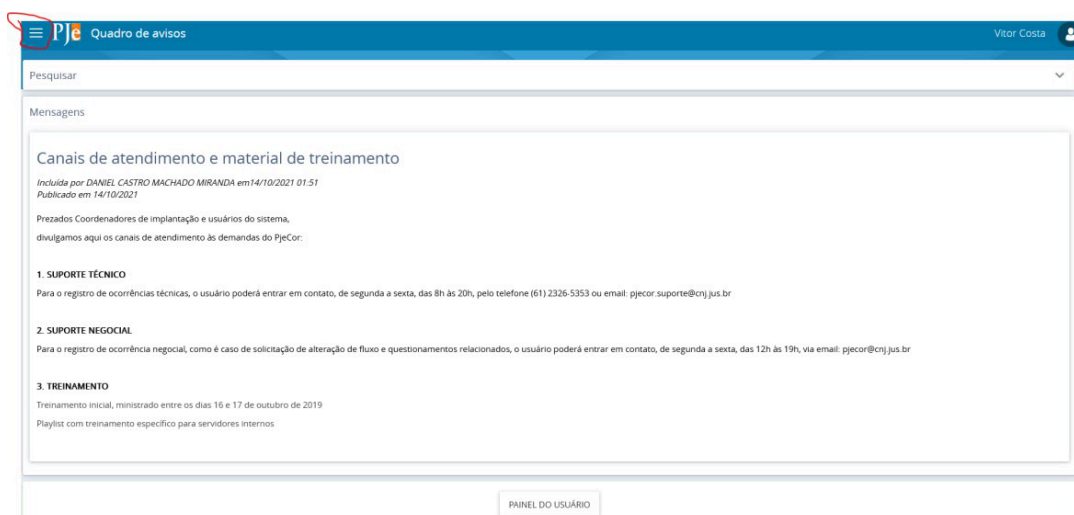 PJe Quadro de avisos
Vitor Costa
Pesquisar
Mensagens
Canais de atendimento e material de treinamento
Incluída por DANIEL CASTRO MACHADO MIRANDA em14/10/2021 01:51
Publicado em 14/10/2021
Prezados Coordenadores de implantação e usuários do sistema,
divulgamos aqui os canais de atendimento às demandas do PjeCor:
1. SUPORTE TÉCNICO
Para o registro de ocorrências técnicas, o usuário poderá entrar em contato, de segunda a sexta, das 8h às 20h, pelo telefone (61) 2326-5353 ou email: pjecor.suporte@cnj.jus.br
2. SUPORTE NEGOCIAL
Para o registro de ocorrência negocial, como é caso de solicitação de alteração de fluxo e questionamentos relacionados, o usuário poderá entrar em contato, de segunda a sexta, das 12h às 19h, via email: pjecor@cnj.jus.br
3. TREINAMENTO
Treinamento inicial, ministrado entre os dias 16 e 17 de outubro de 2019
Playlist com treinamento específico para servidores internos
PAINEL DO USUÁRIO